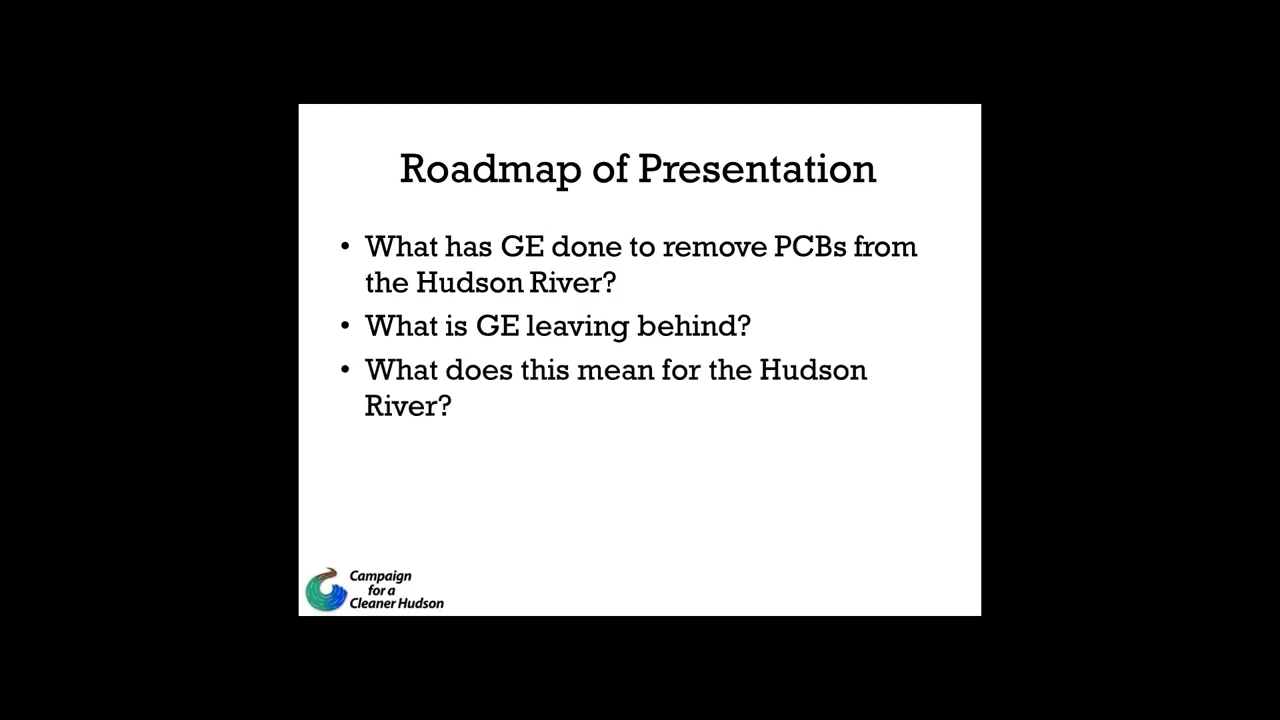 Roadmap of Presentation
• What has GE done to remove PCBs from
the Hudson River?
• What is GE leaving behind?
• What does this mean for the Hudson
River?
Campaign
for a
Cleaner Hudson